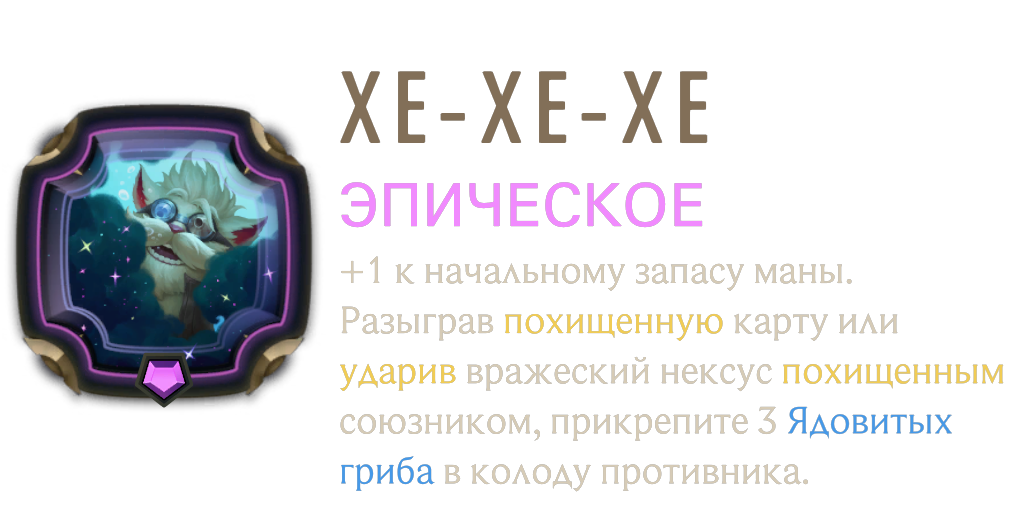 ХЕ-ХЕ-ХЕ
ЭПИЧЕСКОЕ
+1 к начальному запасу маны.
Разыграв похищенную карту или
ударив вражеский нексус похищенным
союзником, прикрепите 3 Ядовитых
гриба в колоду противника.